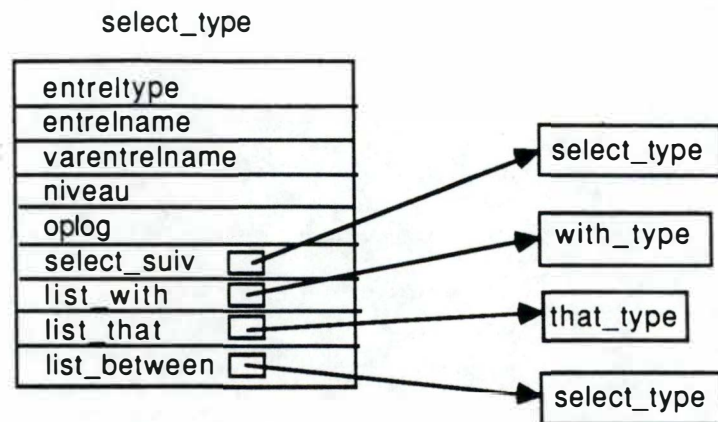 select_type
entreltype
entrelname
varentrelname
niveau
oplog
select_suiv
list_with
list_that
list_between
select_type
with_type
that_type
select_type